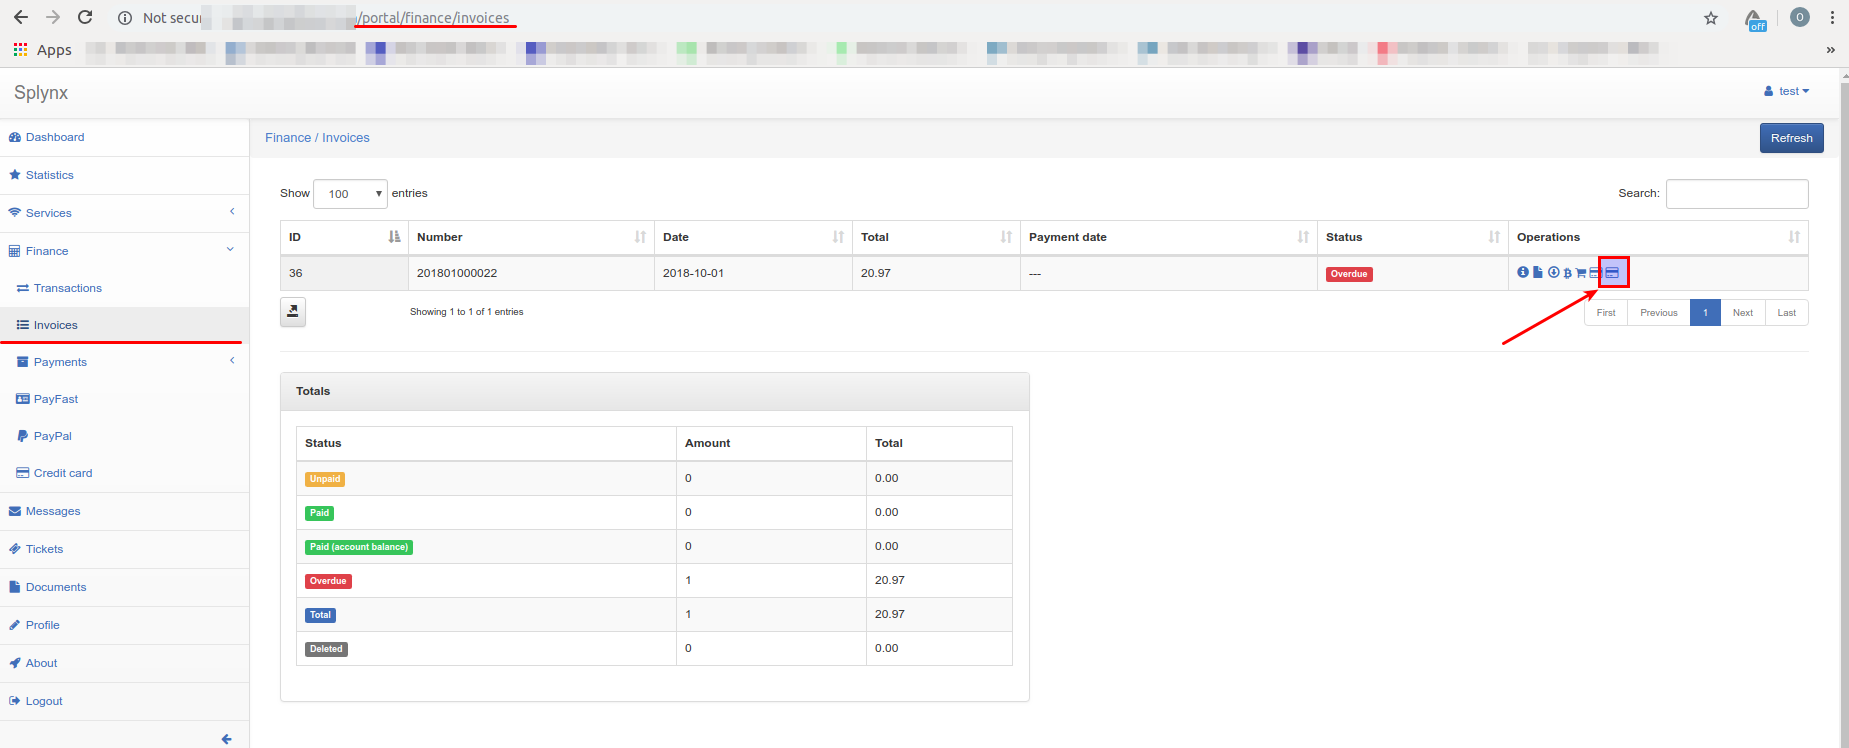 Not secur /portal/finance/invoices
O
off
Apps
»
Splynx
test
Dashboard
Finance / Invoices
Refresh
Statistics
Show 100 entries
Search:
Services
ID Number Date Total Payment date Status Operations
Finance
36 201801000022 2018-10-01 20.97 --- Overdue
Transactions
Showing 1 to 1 of 1 entries
First Previous 1 Next Last
Invoices
Payments
Totals
PayFast
PayPal
Status Amount Total
Credit card
Unpaid 0 0.00
Messages
Paid 0 0.00
Tickets
Paid (account balance) 0 0.00
Documents
Overdue 1 20.97
Profile
Total 1 20.97
About
Deleted 0 0.00
Logout